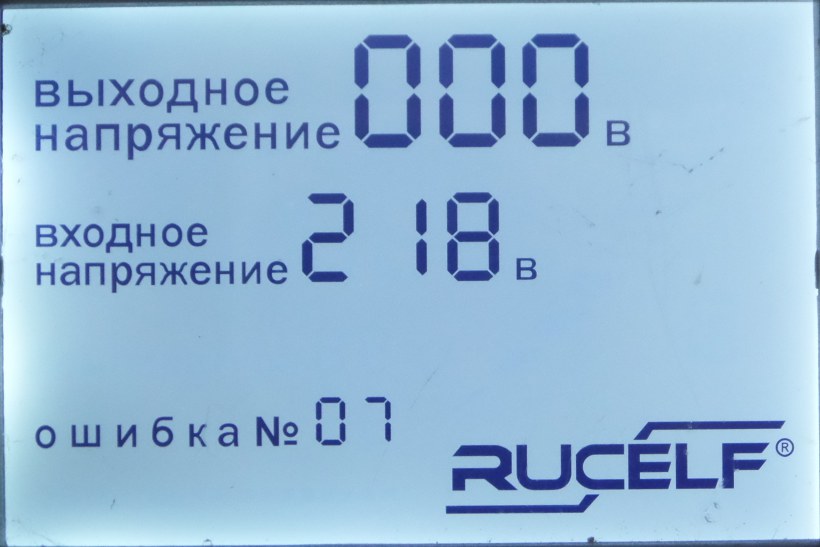 выходное
напряжение 000 в
входное
напряжение 218 в
ошибка № 07
RUCELF®